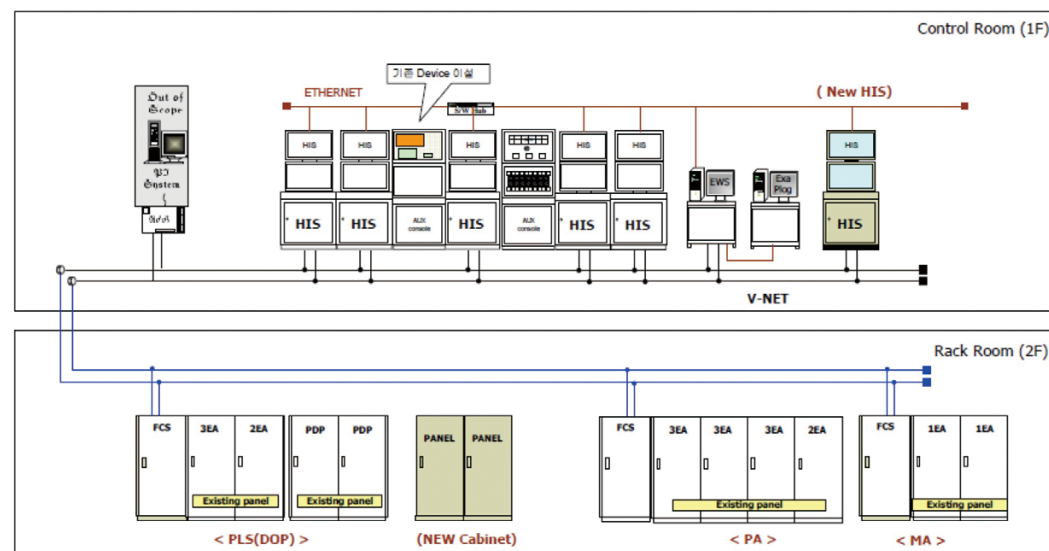 Control Room (1F)
기존 Device 이설
Out of
Scope
ETHERNET
S/W Hub
( New HIS)
HIS
HIS
HIS
HIS
HIS
HIS
PI
System
EWS
Exa
Plog
HIS
HIS
AUX
console
HIS
AUX
console
HIS
HIS
HIS
V-NET
Rack Room (2F)
FCS
3EA
2EA
PDP
PDP
PANEL
PANEL
FCS
3EA
3EA
3EA
2EA
FCS
1EA
1EA
Existing panel
Existing panel
Existing panel
Existing panel
< PLS(DOP) >
(NEW Cabinet)
< PA >
< MA >